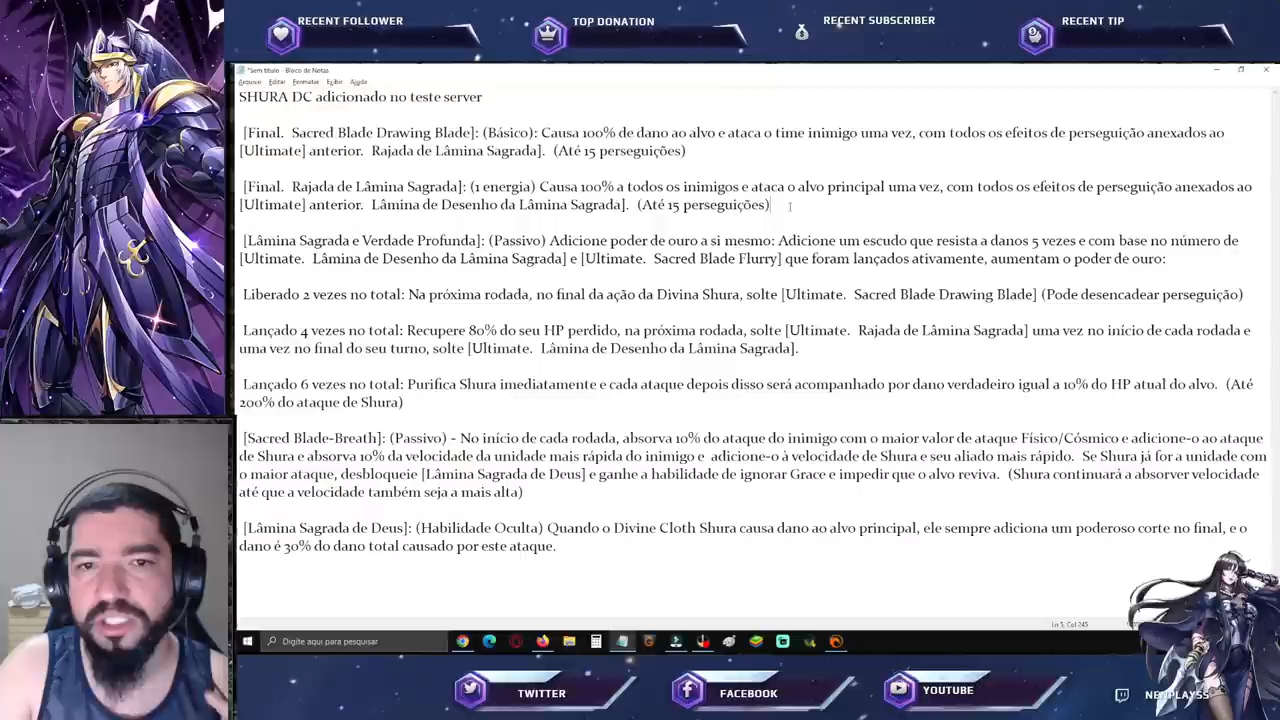 RECENT FOLLOWER
TOP DONATION
RECENT SUBSCRIBER
RECENT TIP
*Sem título - Bloco de Notas
Arquivo Editar Formatar Exibir Ajuda
SHURA DC adicionado no teste server
[Final. Sacred Blade Drawing Blade]: (Básico): Causa 100% de dano ao alvo e ataca o time inimigo uma vez, com todos os efeitos de perseguição anexados ao
[Ultimate] anterior. Rajada de Lâmina Sagrada]. (Até 15 perseguições)
[Final. Rajada de Lâmina Sagrada]: (1 energia) Causa 100% a todos os inimigos e ataca o alvo principal uma vez, com todos os efeitos de perseguição anexados ao
[Ultimate] anterior. Lâmina de Desenho da Lâmina Sagrada]. (Até 15 perseguições)
[Lâmina Sagrada e Verdade Profunda]: (Passivo) Adicione poder de ouro a si mesmo: Adicione um escudo que resista a danos 5 vezes e com base no número de
[Ultimate. Lâmina de Desenho da Lâmina Sagrada] e [Ultimate. Sacred Blade Flurry] que foram lançados ativamente, aumentam o poder de ouro:
Liberado 2 vezes no total: Na próxima rodada, no final da ação da Divina Shura, solte [Ultimate. Sacred Blade Drawing Blade] (Pode desencadear perseguição)
Lançado 4 vezes no total: Recupere 80% do seu HP perdido, na próxima rodada, solte [Ultimate. Rajada de Lâmina Sagrada] uma vez no início de cada rodada e
uma vez no final do seu turno, solte [Ultimate. Lâmina de Desenho da Lâmina Sagrada].
Lançado 6 vezes no total: Purifica Shura imediatamente e cada ataque depois disso será acompanhado por dano verdadeiro igual a 10% do HP atual do alvo. (Até
200% do ataque de Shura)
[Sacred Blade-Breath]: (Passivo) - No início de cada rodada, absorva 10% do ataque do inimigo com o maior valor de ataque Físico/Cósmico e adicione-o ao ataque
de Shura e absorva 10% da velocidade da unidade mais rápida do inimigo e adicione-o à velocidade de Shura e seu aliado mais rápido. Se Shura já for a unidade com
o maior ataque, desbloqueie [Lâmina Sagrada de Deus] e ganhe a habilidade de ignorar Grace e impedir que o alvo reviva. (Shura continuará a absorver velocidade
até que a velocidade também seja a mais alta)
[Lâmina Sagrada de Deus]: (Habilidade Oculta) Quando o Divine Cloth Shura causa dano ao alvo principal, ele sempre adiciona um poderoso corte no final, e o
dano é 30% do dano total causado por este ataque.
Ln 5, Col 245
Digite aqui para pesquisar
TWITTER
FACEBOOK
YOUTUBE